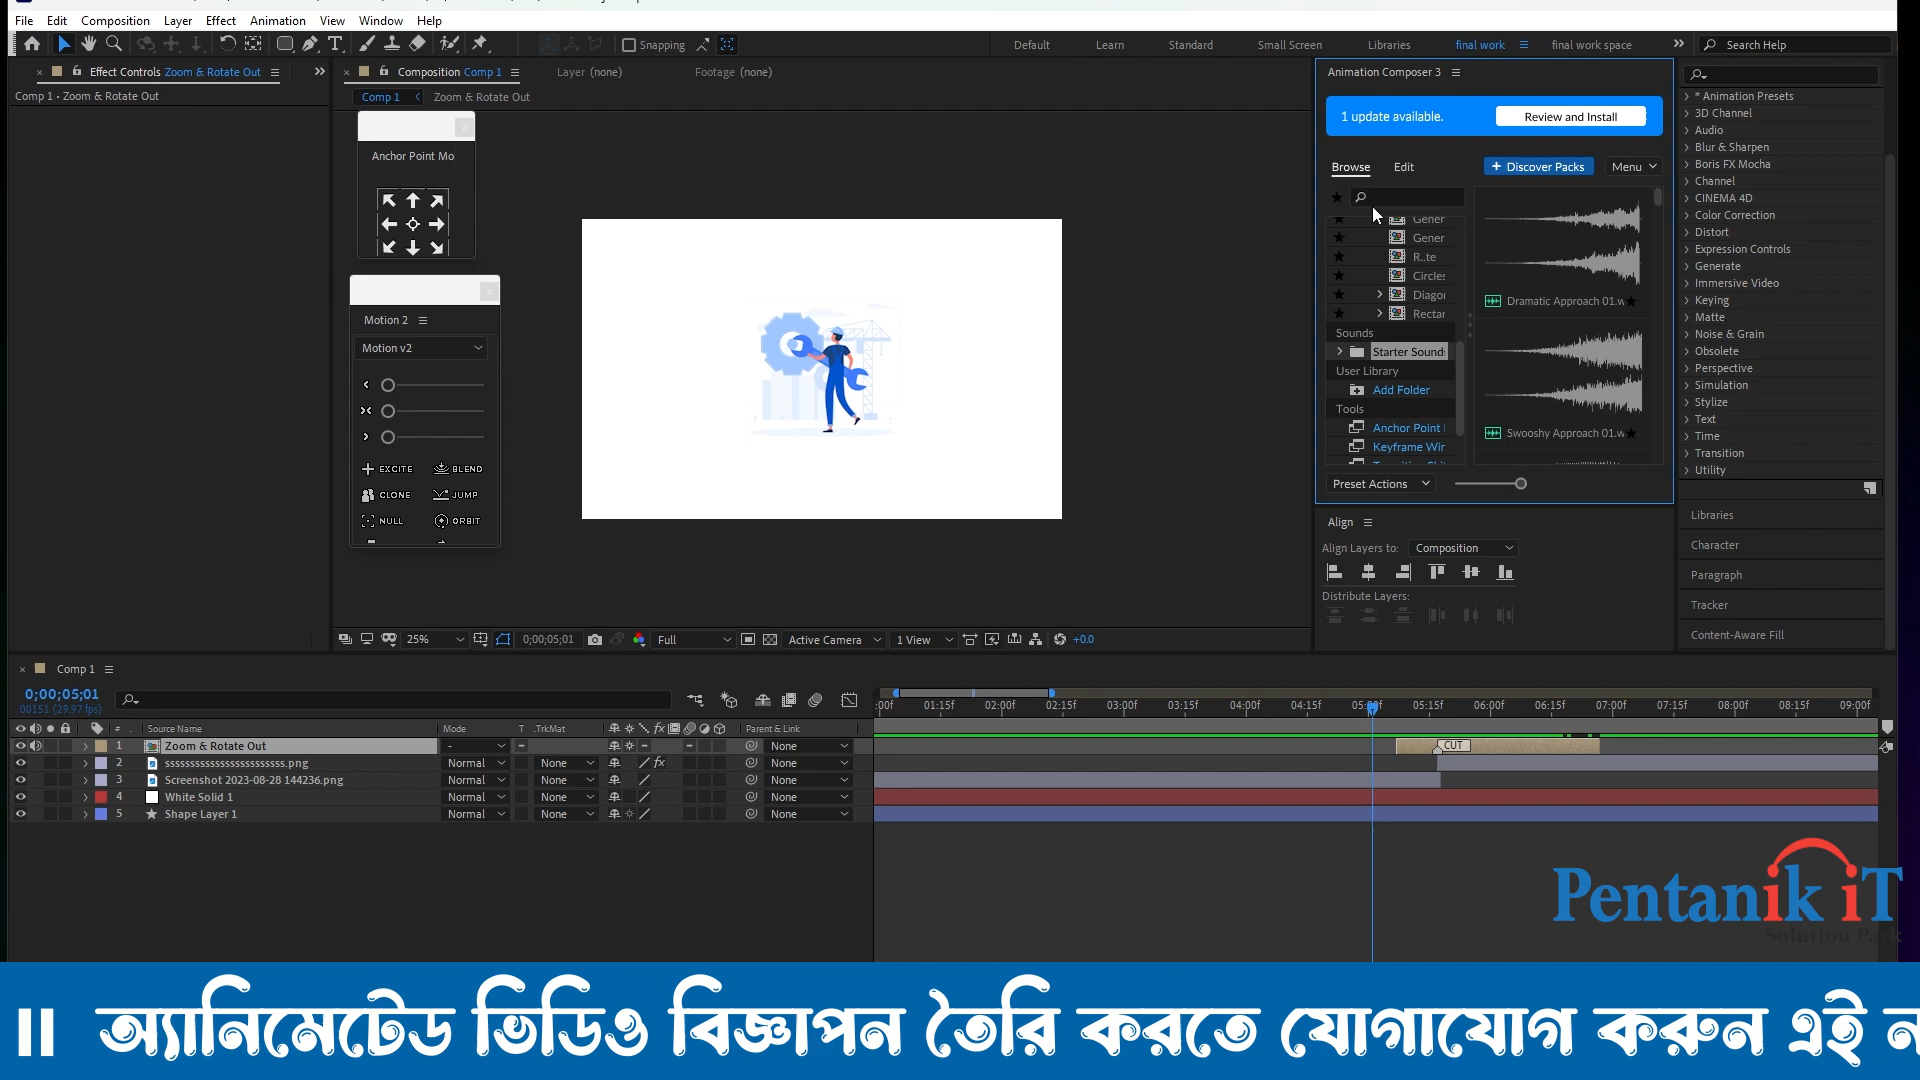 File Edit Composition Layer Effect Animation View Window Help
Snapping
Default Learn Standard Small Screen Libraries final work final work space Search Help
Effect Controls Zoom & Rotate Out
Comp 1 • Zoom & Rotate Out
Composition Comp 1 Layer (none) Footage (none)
Comp 1 Zoom & Rotate Out
Anchor Point Mo
Motion 2
Motion v2
EXCITE BLEND
CLONE JUMP
NULL ORBIT
25% 0;00;05;01 Full Active Camera 1 View +0.0
Animation Composer 3
1 update available. Review and Install
Browse Edit + Discover Packs Menu
Gener
Gener
R..te
Circles
Diagor
Rectar
Sounds
Starter Sound:
User Library
Add Folder
Tools
Anchor Point
Keyframe Wir
Dramatic Approach 01.w
Swooshy Approach 01.w
Preset Actions
Align
Align Layers to: Composition
Distribute Layers:
* Animation Presets
3D Channel
Audio
Blur & Sharpen
Boris FX Mocha
Channel
CINEMA 4D
Color Correction
Distort
Expression Controls
Generate
Immersive Video
Keying
Matte
Noise & Grain
Obsolete
Perspective
Simulation
Stylize
Text
Time
Transition
Utility
Libraries
Character
Paragraph
Tracker
Content-Aware Fill
Comp 1
0;00;05;01
00151 (29.97 fps)
# Source Name Mode T .TrkMat Parent & Link
:00f 01:15f 02:00f 02:15f 03:00f 03:15f 04:00f 04:15f 05:00f 05:15f 06:00f 06:15f 07:00f 07:15f 08:00f 08:15f 09:00f
1 Zoom & Rotate Out - None
CUT
2 Normal None None
3 Screenshot 2023-08-28 144236.png Normal None None
4 White Solid 1 Normal None None
5 Shape Layer 1 Normal None None
Pentanik iT
Solution Park
॥ অ্যানিমেটেড ভিডিও বিজ্ঞাপন তৈরি করতে যোগাযোগ করুন এই ন